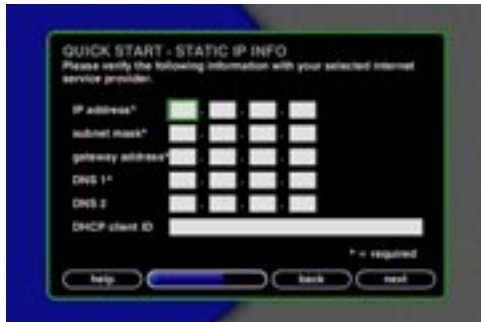 QUICK START - STATIC IP INFO
Please verify the following information with your selected internet
service provider.
IP address*
subnet mask*
gateway address*
DNS 1*
DNS 2
DHCP client ID
* = required
help
back
next